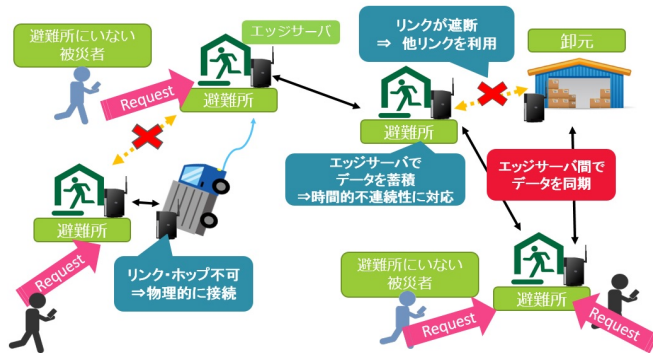 避難所にいない
被災者
Request
エッジサーバ
避難所
リンクが遮断
⇒ 他リンクを利用
卸元
避難所
エッジサーバで
データを蓄積
⇒時間的不連続性に対応
エッジサーバ間で
データを同期
避難所
Request
リンク・ホップ不可
⇒物理的に接続
避難所にいない
被災者
Request
避難所
Request